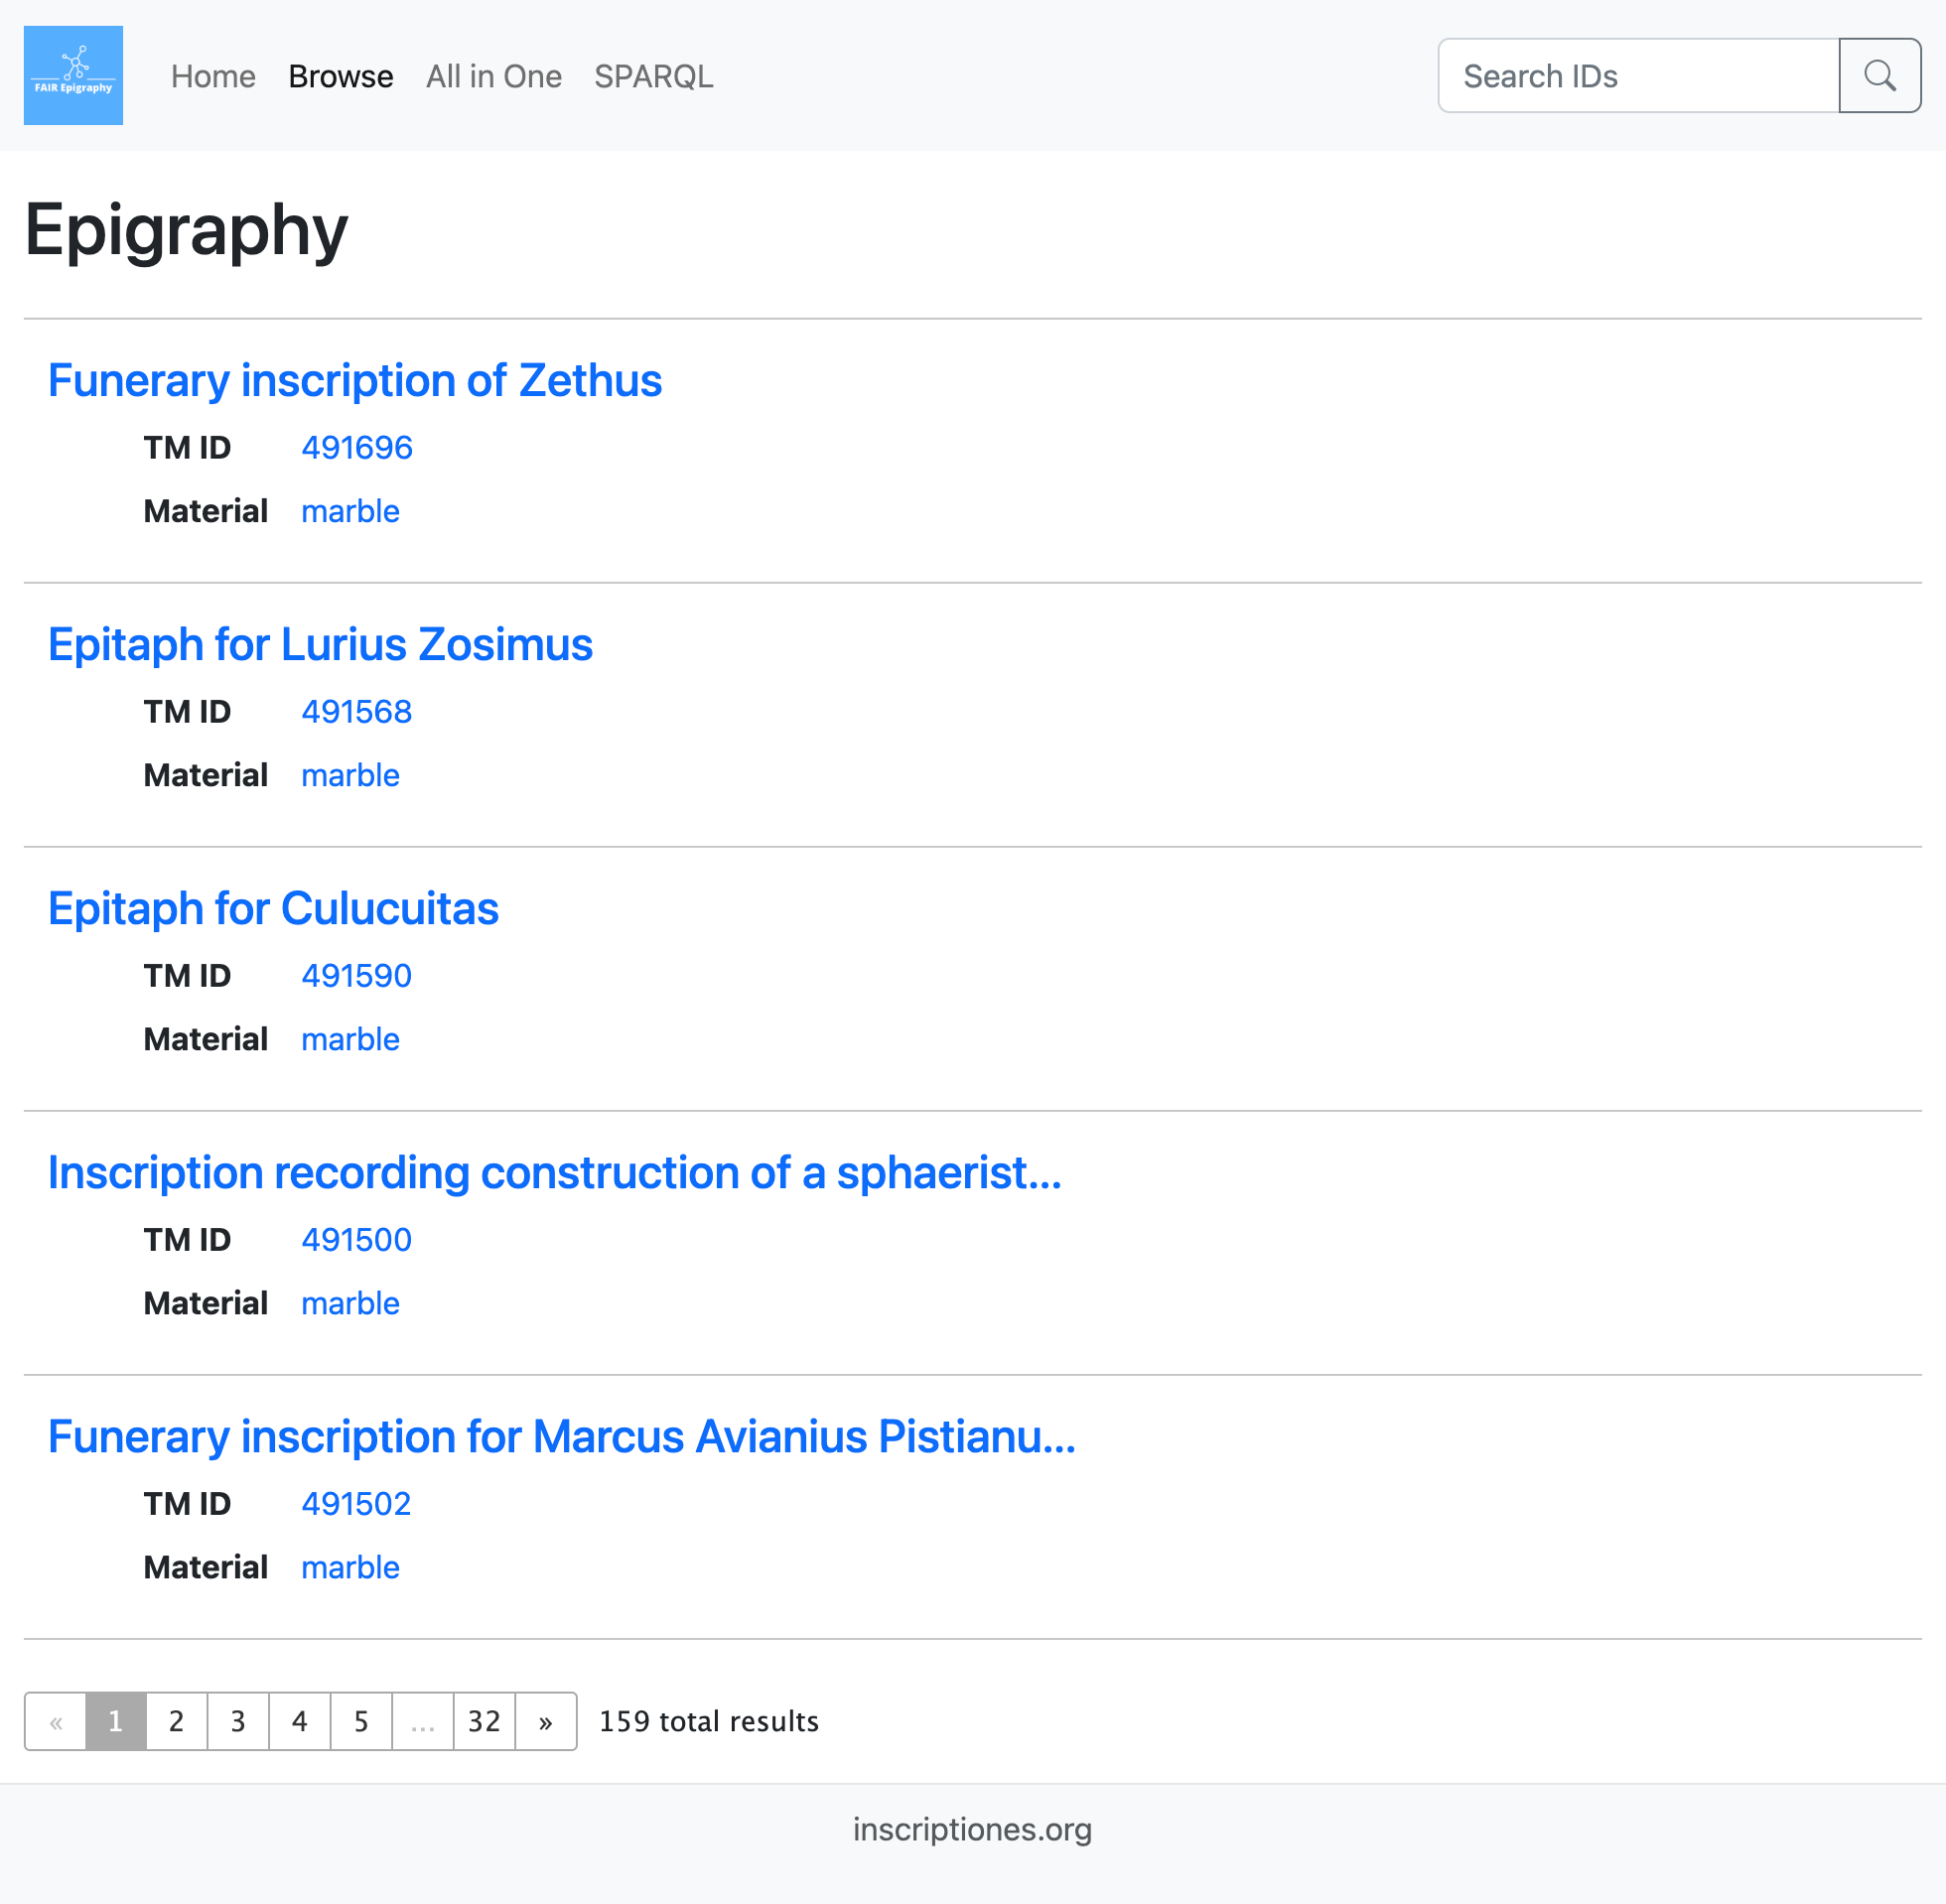 FAIR Epigraphy
Home Browse All in One SPARQL Search IDs
Epigraphy
Funerary inscription of Zethus
TM ID 491696
Material marble
Epitaph for Lurius Zosimus
TM ID 491568
Material marble
Epitaph for Culucuitas
TM ID 491590
Material marble
Inscription recording construction of a sphaerist...
TM ID 491500
Material marble
Funerary inscription for Marcus Avianius Pistianu...
TM ID 491502
Material marble
« 1 2 3 4 5 ... 32 » 159 total results
inscriptiones.org